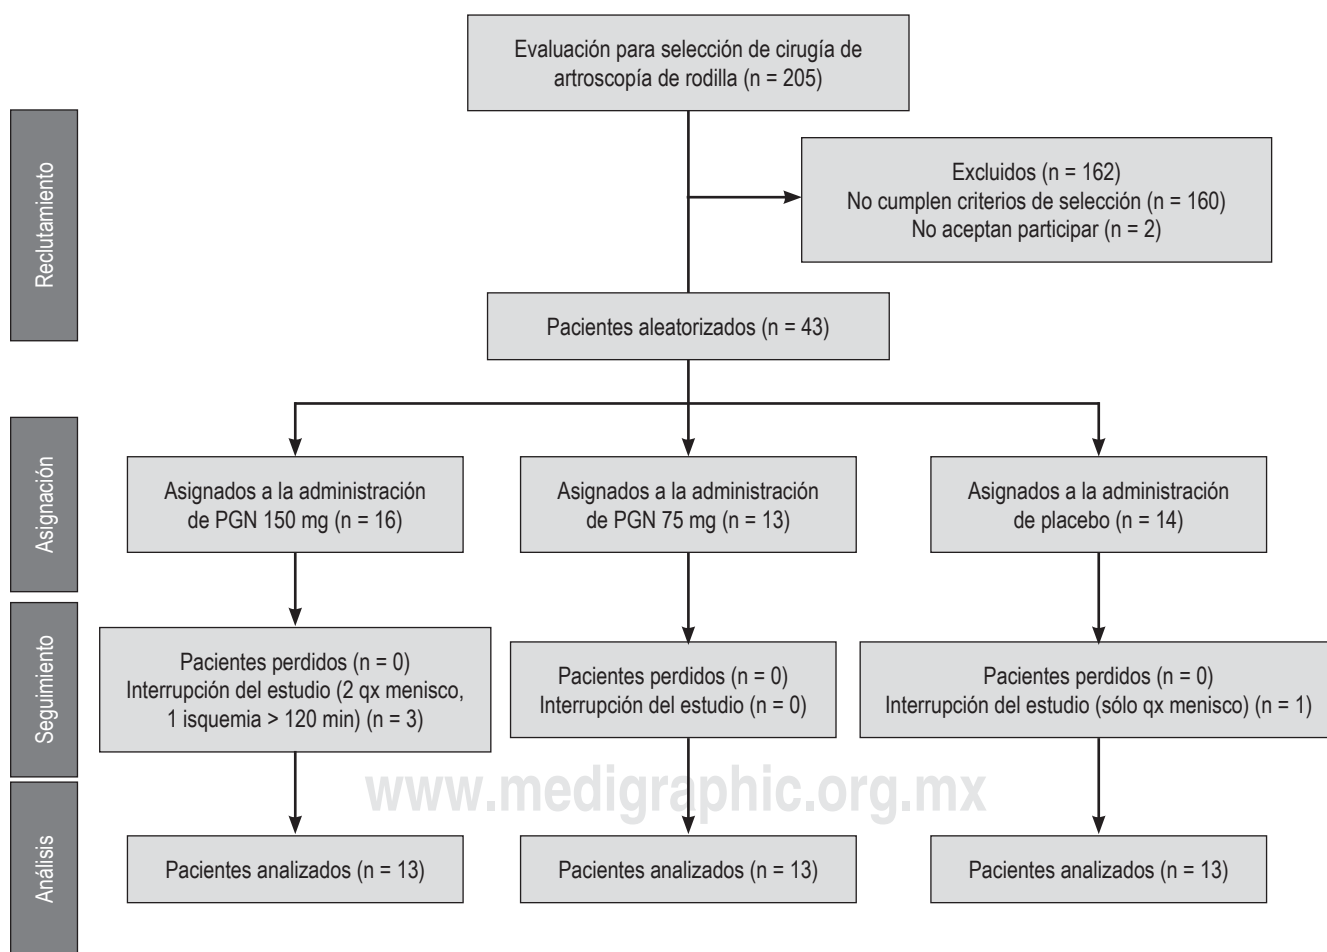 Evaluación para selección de cirugía de
artroscopía de rodilla (n = 205)
Reclutamiento
Excluidos (n = 162)
No cumplen criterios de selección (n = 160)
No aceptan participar (n = 2)
Pacientes aleatorizados (n = 43)
Asignación
Asignados a la administración
de PGN 150 mg (n = 16)
Asignados a la administración
de PGN 75 mg (n = 13)
Asignados a la administración
de placebo (n = 14)
Seguimiento
Pacientes perdidos (n = 0)
Interrupción del estudio (2 qx menisco,
1 isquemia > 120 min) (n = 3)
Pacientes perdidos (n = 0)
Interrupción del estudio (n = 0)
Pacientes perdidos (n = 0)
Interrupción del estudio (sólo qx menisco) (n = 1)
www.medigraphic.org.mx
Análisis
Pacientes analizados (n = 13)
Pacientes analizados (n = 13)
Pacientes analizados (n = 13)